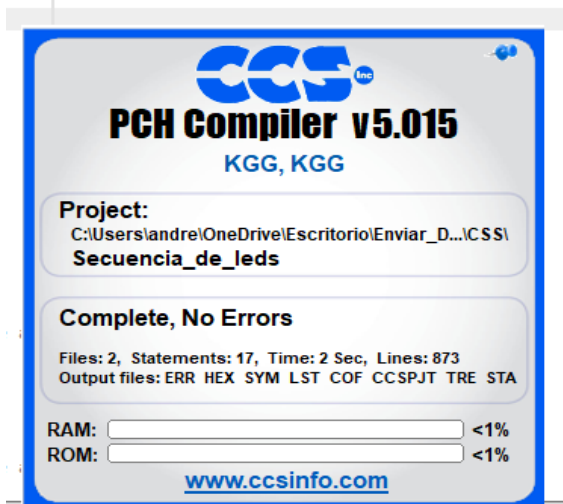 CCS Inc
PCH Compiler v5.015
KGG, KGG
Project:
C:\Users\andre\OneDrive\Escritorio\Enviar_D...\CSS\
Secuencia_de_leds
Complete, No Errors
Files: 2, Statements: 17, Time: 2 Sec, Lines: 873
Output files: ERR HEX SYM LST COF CCSPJT TRE STA
RAM: <1%
ROM: <1%
www.ccsinfo.com